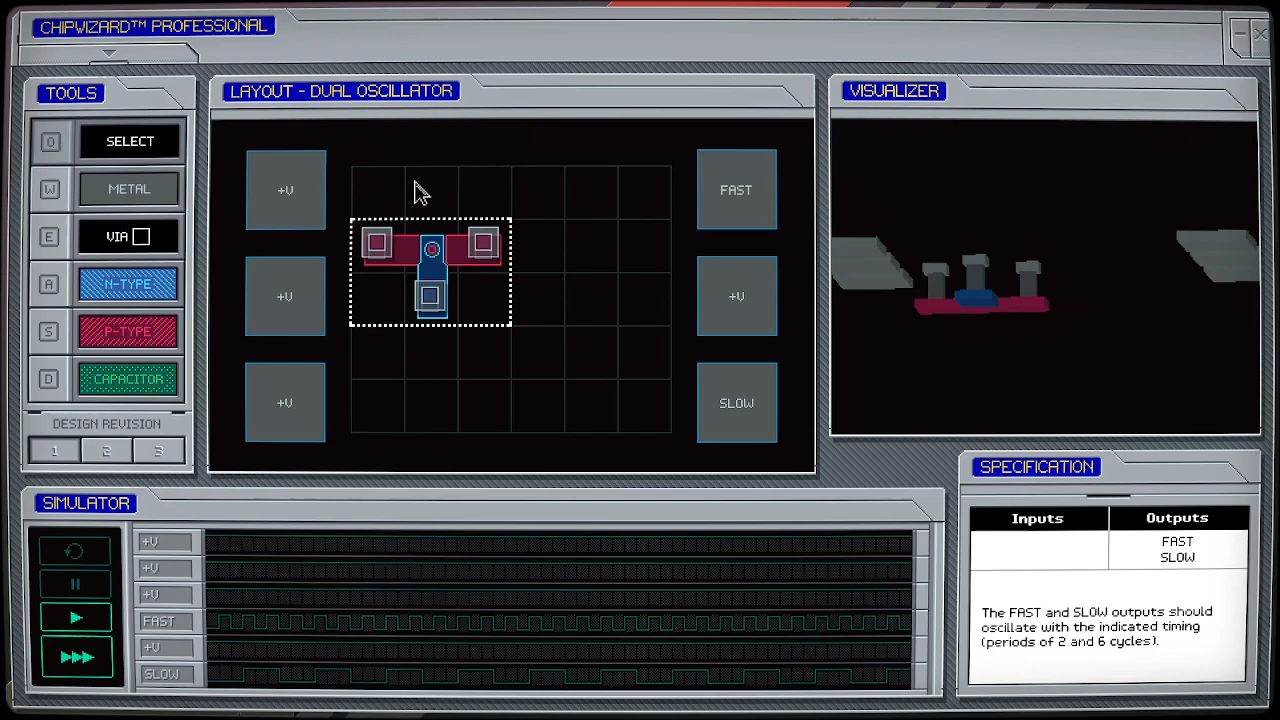 CHIPWIZARD™ PROFESSIONAL
TOOLS
Q SELECT
W METAL
E VIA
A N-TYPE
S P-TYPE
D CAPACITOR
DESIGN REVISION
1 2 3
LAYOUT - DUAL OSCILLATOR
+V
+V
+V
FAST
+V
SLOW
VISUALIZER
SIMULATOR
+V
+V
+V
FAST
+V
SLOW
SPECIFICATION
Inputs Outputs
FAST
SLOW
The FAST and SLOW outputs should
oscillate with the indicated timing
(periods of 2 and 6 cycles).